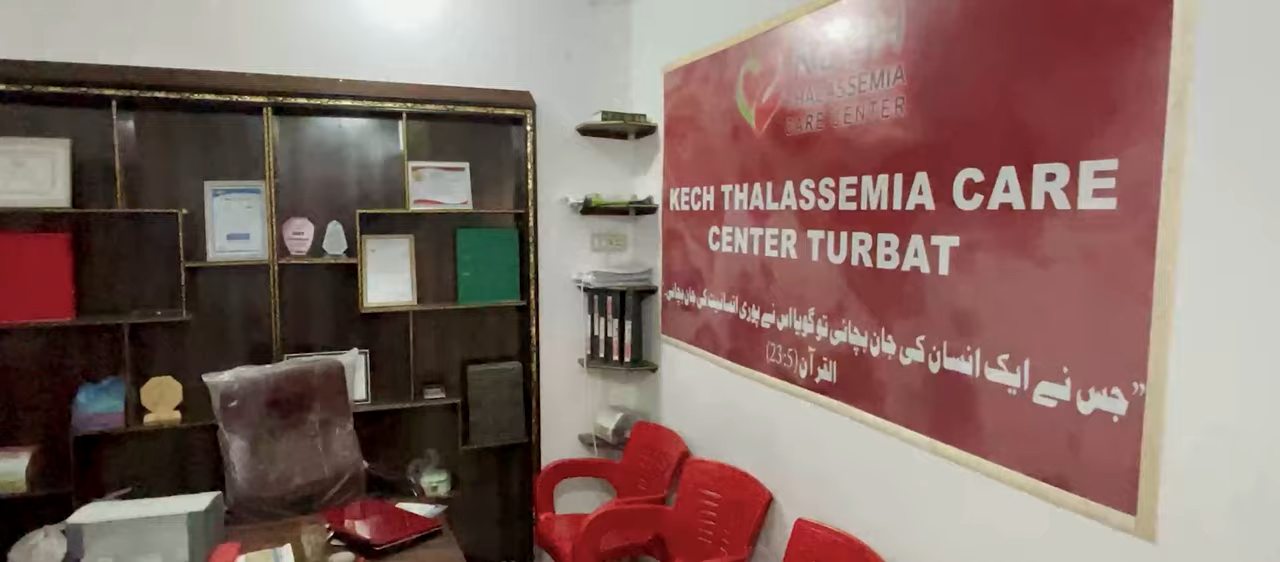 THALASSEMIA
CARE CENTER
KECH THALASSEMIA CARE
CENTER TURBAT
”جس نے ایک انسان کی جان بچائی تو گویا اس نے پوری انسانیت کی جان بچائی۔
القرآن (23:5)